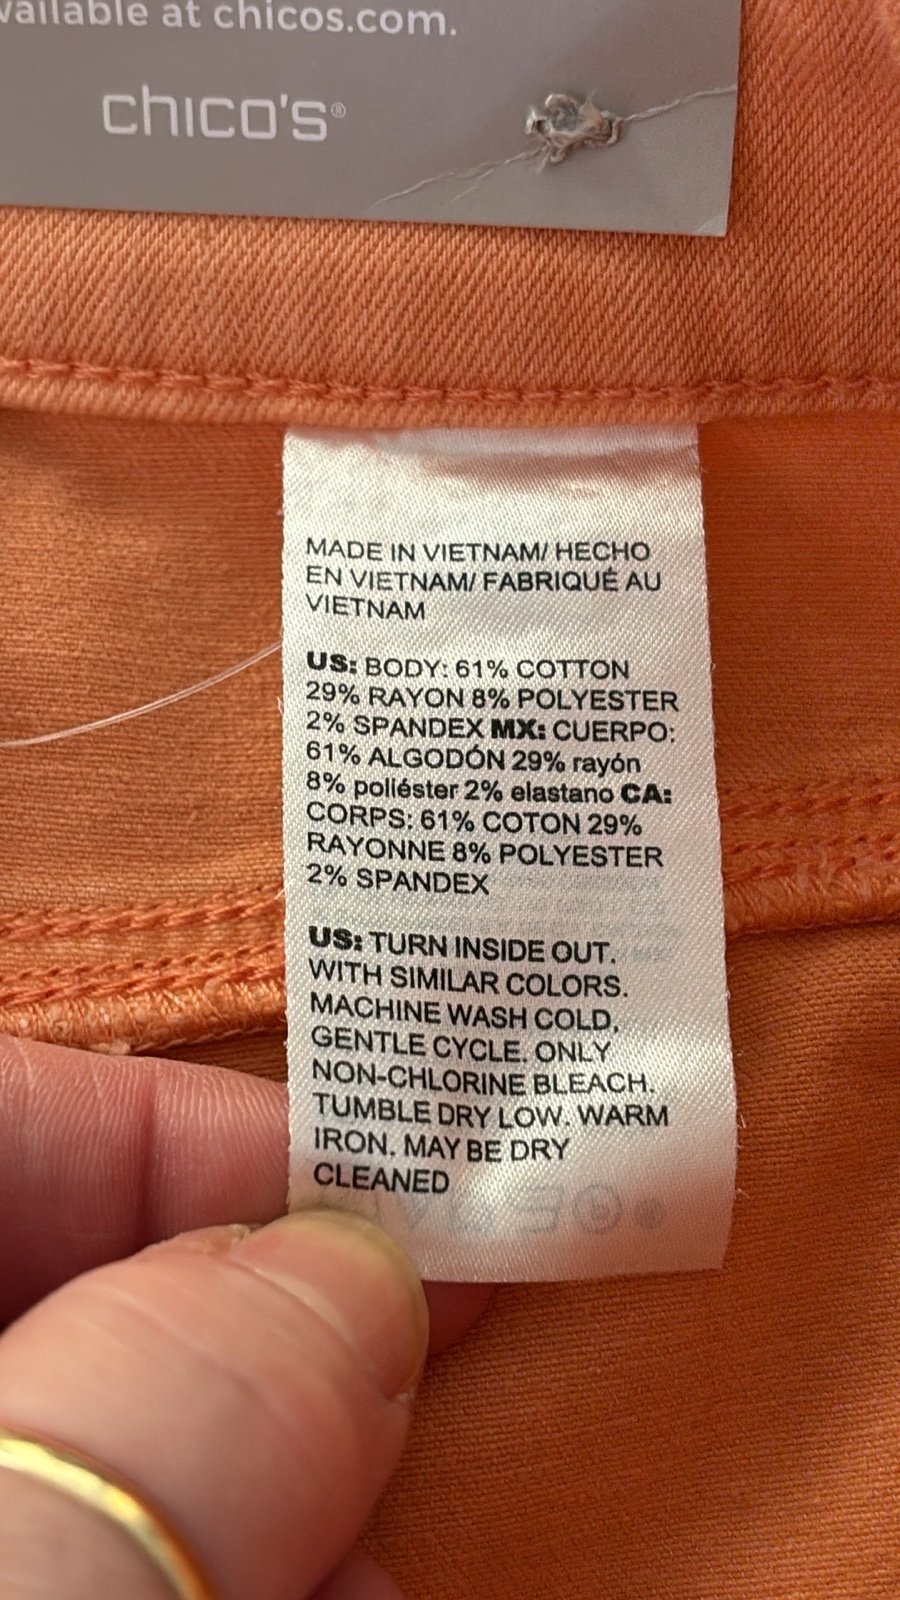 vailable at chicos.com.
chico's®
MADE IN VIETNAM/ HECHO
EN VIETNAM/ FABRIQUÉ AU
VIETNAM
US: BODY: 61% COTTON
29% RAYON 8% POLYESTER
2% SPANDEX MX: CUERPO:
61% ALGODÓN 29% rayón
8% poliéster 2% elastano CA:
CORPS: 61% COTON 29%
RAYONNE 8% POLYESTER
2% SPANDEX
US: TURN INSIDE OUT.
WITH SIMILAR COLORS.
MACHINE WASH COLD,
GENTLE CYCLE. ONLY
NON-CHLORINE BLEACH.
TUMBLE DRY LOW. WARM
IRON. MAY BE DRY
CLEANED